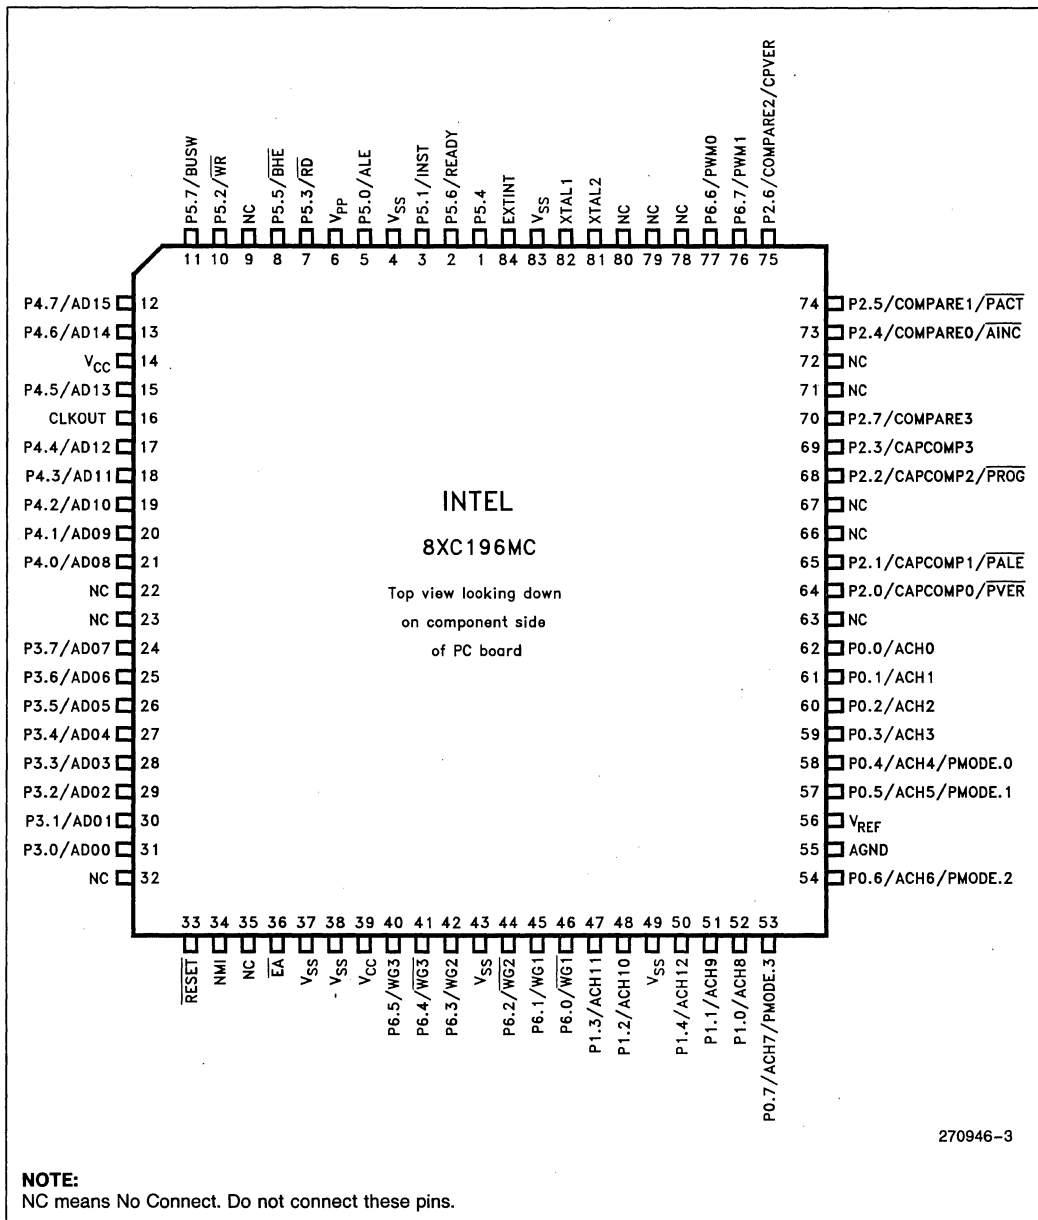 P5.7/BUSW
P5.2/WR
NC
P5.5/BHE
P5.3/RD
VPP
P5.0/ALE
VSS
P5.1/INST
P5.6/READY
P5.4
EXTINT
VSS
XTAL1
XTAL2
NC
NC
NC
P6.6/PWM0
P6.7/PWM1
P2.6/COMPARE2/CPVER
11 10 9 8 7 6 5 4 3 2 1 84 83 82 81 80 79 78 77 76 75
P4.7/AD15 12
P4.6/AD14 13
VCC 14
P4.5/AD13 15
CLKOUT 16
P4.4/AD12 17
P4.3/AD11 18
P4.2/AD10 19
P4.1/AD09 20
P4.0/AD08 21
NC 22
NC 23
P3.7/AD07 24
P3.6/AD06 25
P3.5/AD05 26
P3.4/AD04 27
P3.3/AD03 28
P3.2/AD02 29
P3.1/AD01 30
P3.0/AD00 31
NC 32
INTEL
8XC196MC
Top view looking down
on component side
of PC board
74 P2.5/COMPARE1/PACT
73 P2.4/COMPARE0/AINC
72 NC
71 NC
70 P2.7/COMPARE3
69 P2.3/CAPCOMP3
68 P2.2/CAPCOMP2/PROG
67 NC
66 NC
65 P2.1/CAPCOMP1/PALE
64 P2.0/CAPCOMP0/PVER
63 NC
62 P0.0/ACH0
61 P0.1/ACH1
60 P0.2/ACH2
59 P0.3/ACH3
58 P0.4/ACH4/PMODE.0
57 P0.5/ACH5/PMODE.1
56 VREF
55 AGND
54 P0.6/ACH6/PMODE.2
33 34 35 36 37 38 39 40 41 42 43 44 45 46 47 48 49 50 51 52 53
RESET
NMI
NC
EA
VSS
VSS
VCC
P6.5/WG3
P6.4/WG3
P6.3/WG2
VSS
P6.2/WG2
P6.1/WG1
P6.0/WG1
P1.3/ACH11
P1.2/ACH10
VSS
P1.4/ACH12
P1.1/ACH9
P1.0/ACH8
P0.7/ACH7/PMODE.3
270946-3
NOTE:
NC means No Connect. Do not connect these pins.